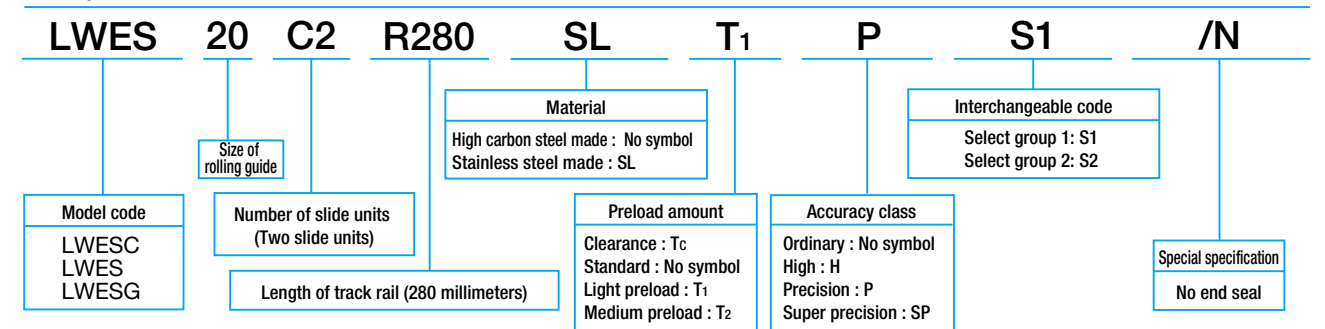 LWES 20 C2 R280 SL T1 P S1 /N
Material
High carbon steel made : No symbol
Stainless steel made : SL
Interchangeable code
Select group 1: S1
Select group 2: S2
Size of
rolling guide
Model code
LWESC
LWES
LWESG
Number of slide units
(Two slide units)
Length of track rail (280 millimeters)
Preload amount
Clearance : Tc
Standard : No symbol
Light preload : T1
Medium preload : T2
Accuracy class
Ordinary : No symbol
High : H
Precision : P
Super precision : SP
Special specification
No end seal